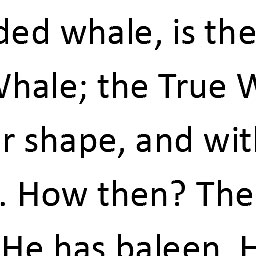 ded whale, is the
Whale; the True W
r shape, and with
. How then? The
He has baleen. H